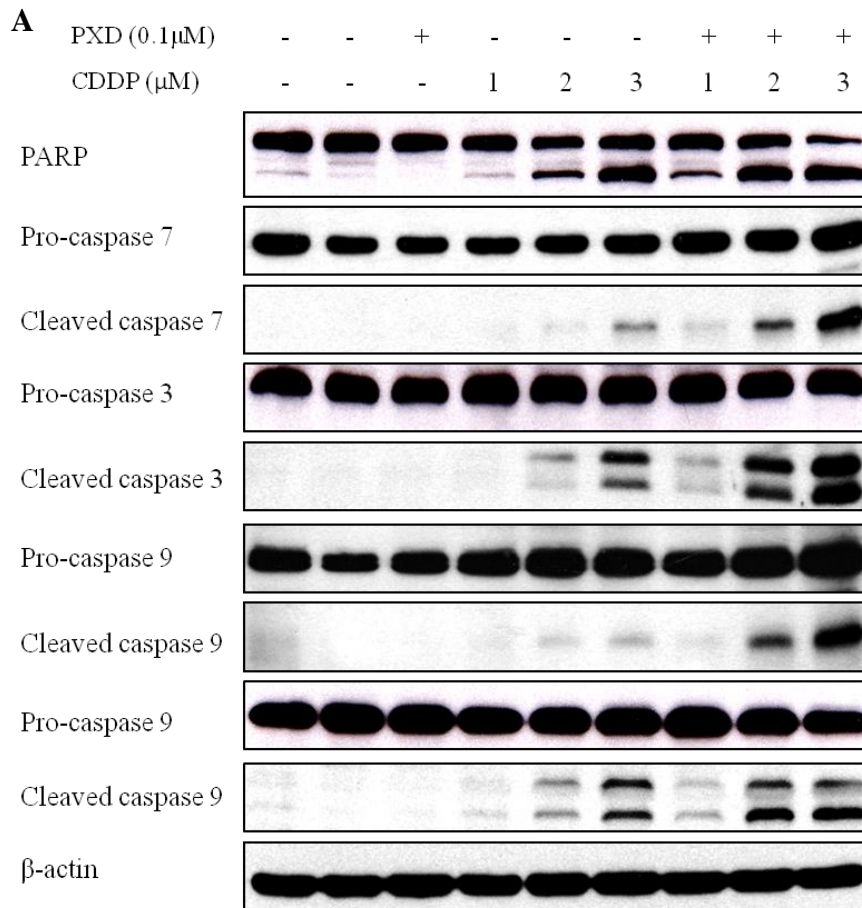 A
PXD (0.1μM) - - + - - - + + +
CDDP (μM) - - - 1 2 3 1 2 3
PARP
Pro-caspase 7
Cleaved caspase 7
Pro-caspase 3
Cleaved caspase 3
Pro-caspase 9
Cleaved caspase 9
Pro-caspase 9
Cleaved caspase 9
β-actin